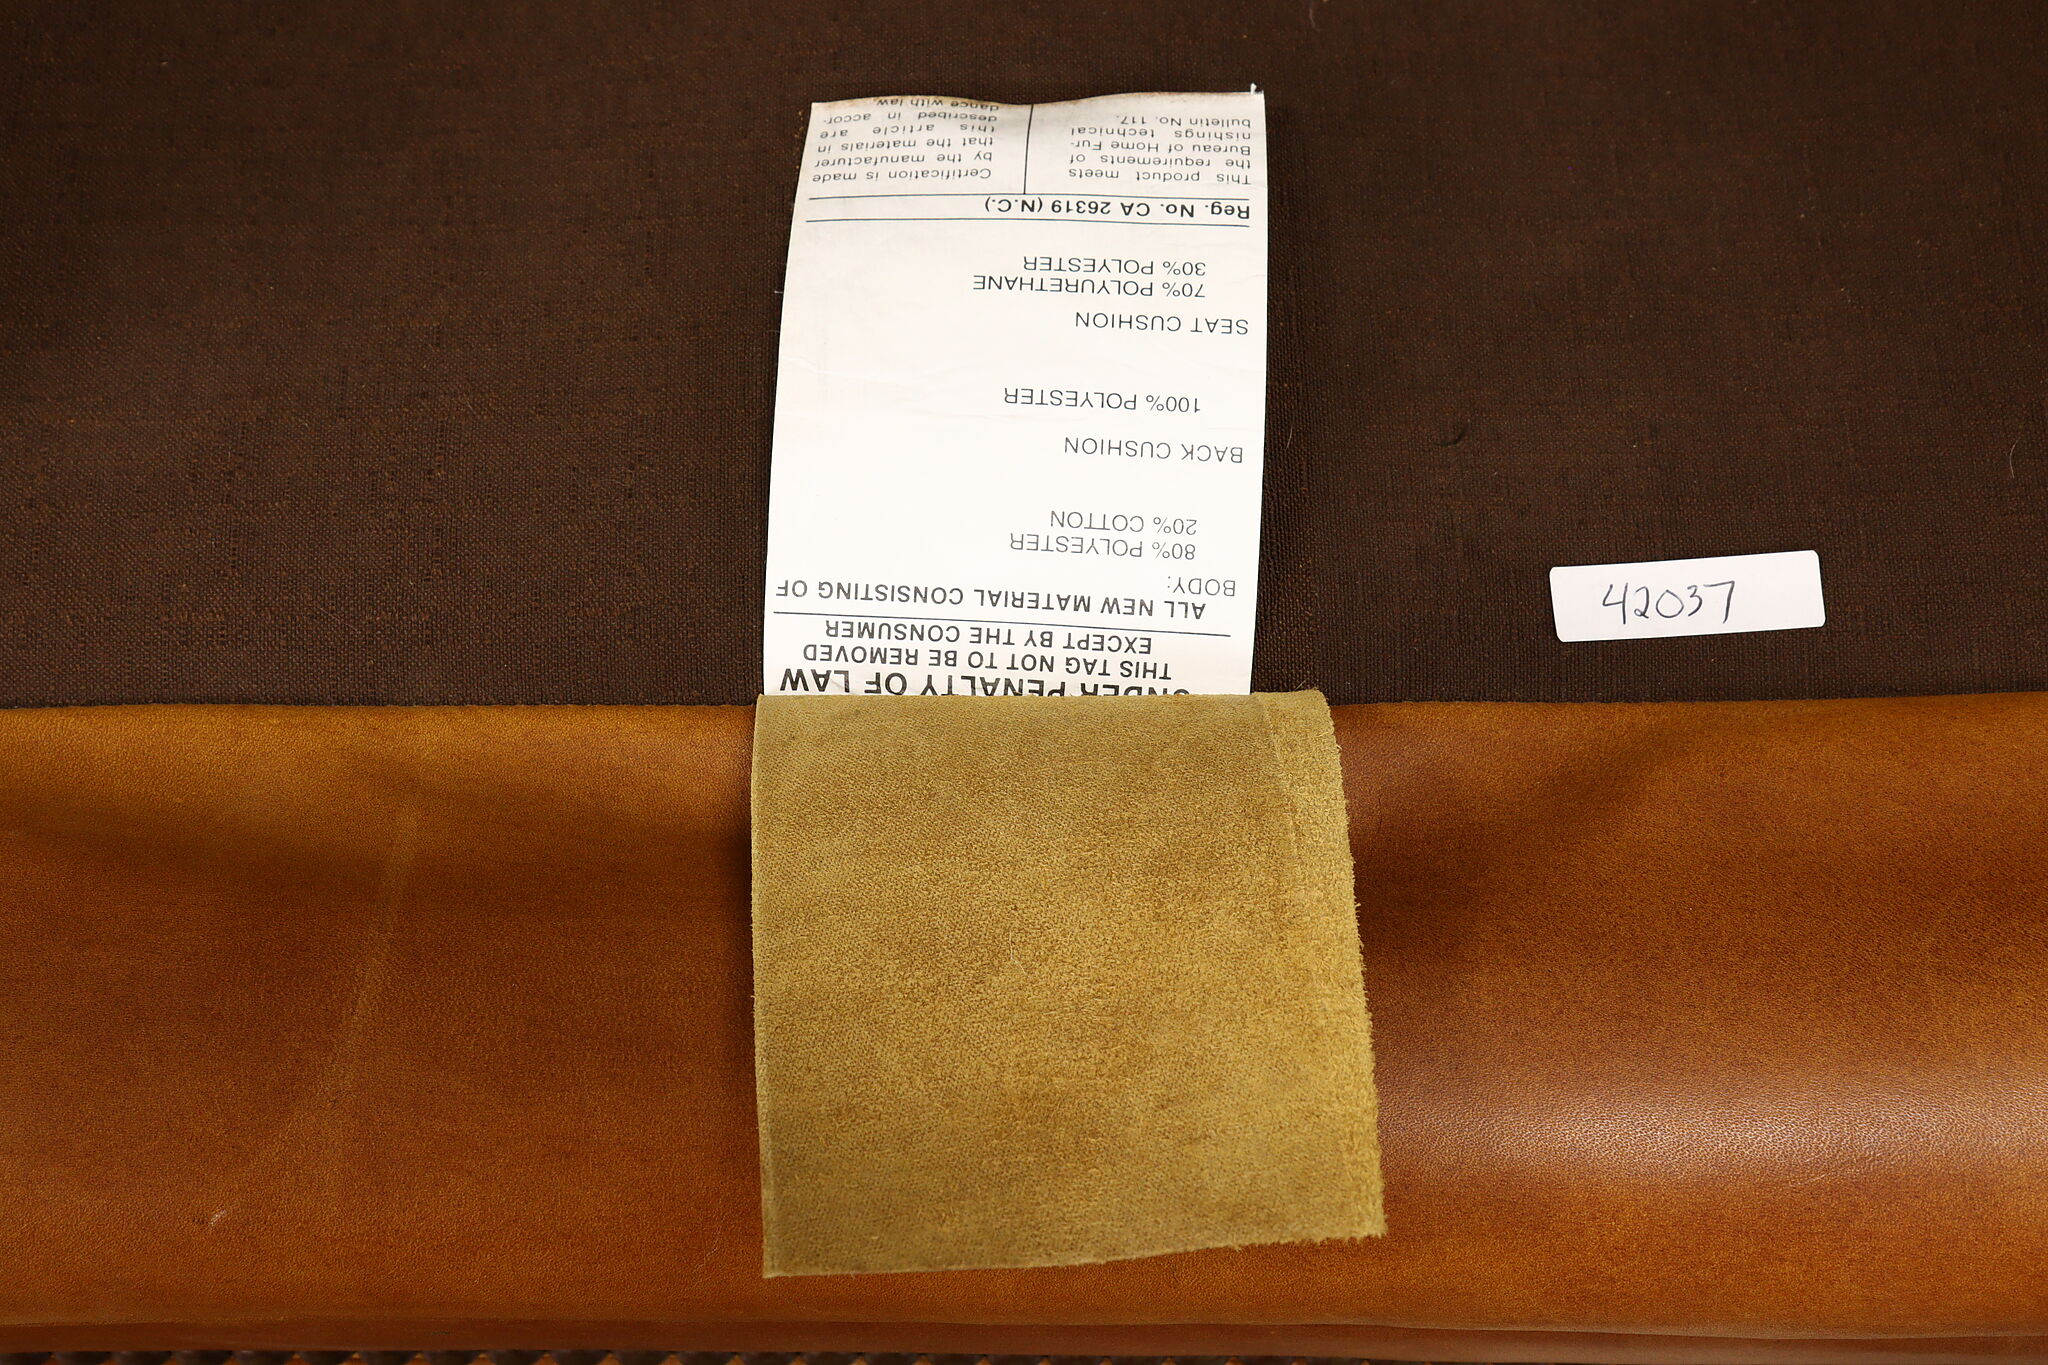 UNDER PENALTY OF LAW
THIS TAG NOT TO BE REMOVED
EXCEPT BY THE CONSUMER
ALL NEW MATERIAL CONSISTING OF
BODY:
80% POLYESTER
20% COTTON
BACK CUSHION
100% POLYESTER
SEAT CUSHION
70% POLYURETHANE
30% POLYESTER
Reg. No. CA 26319 (N.C.)
This product meets
the requirements of
Bureau of Home Fur-
nishings technical
bulletin No. 117.
Certification is made
by the manufacturer
that the materials in
this article are
described in accor-
dance with law.
42037